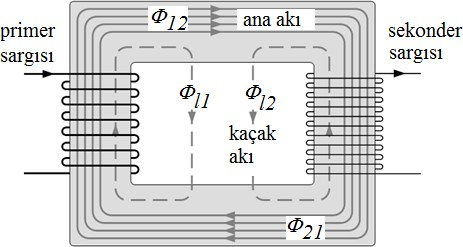 Φ12
ana akı
primer
sargısı
sekonder
sargısı
Φl1
Φl2
kaçak
akı
Φ21